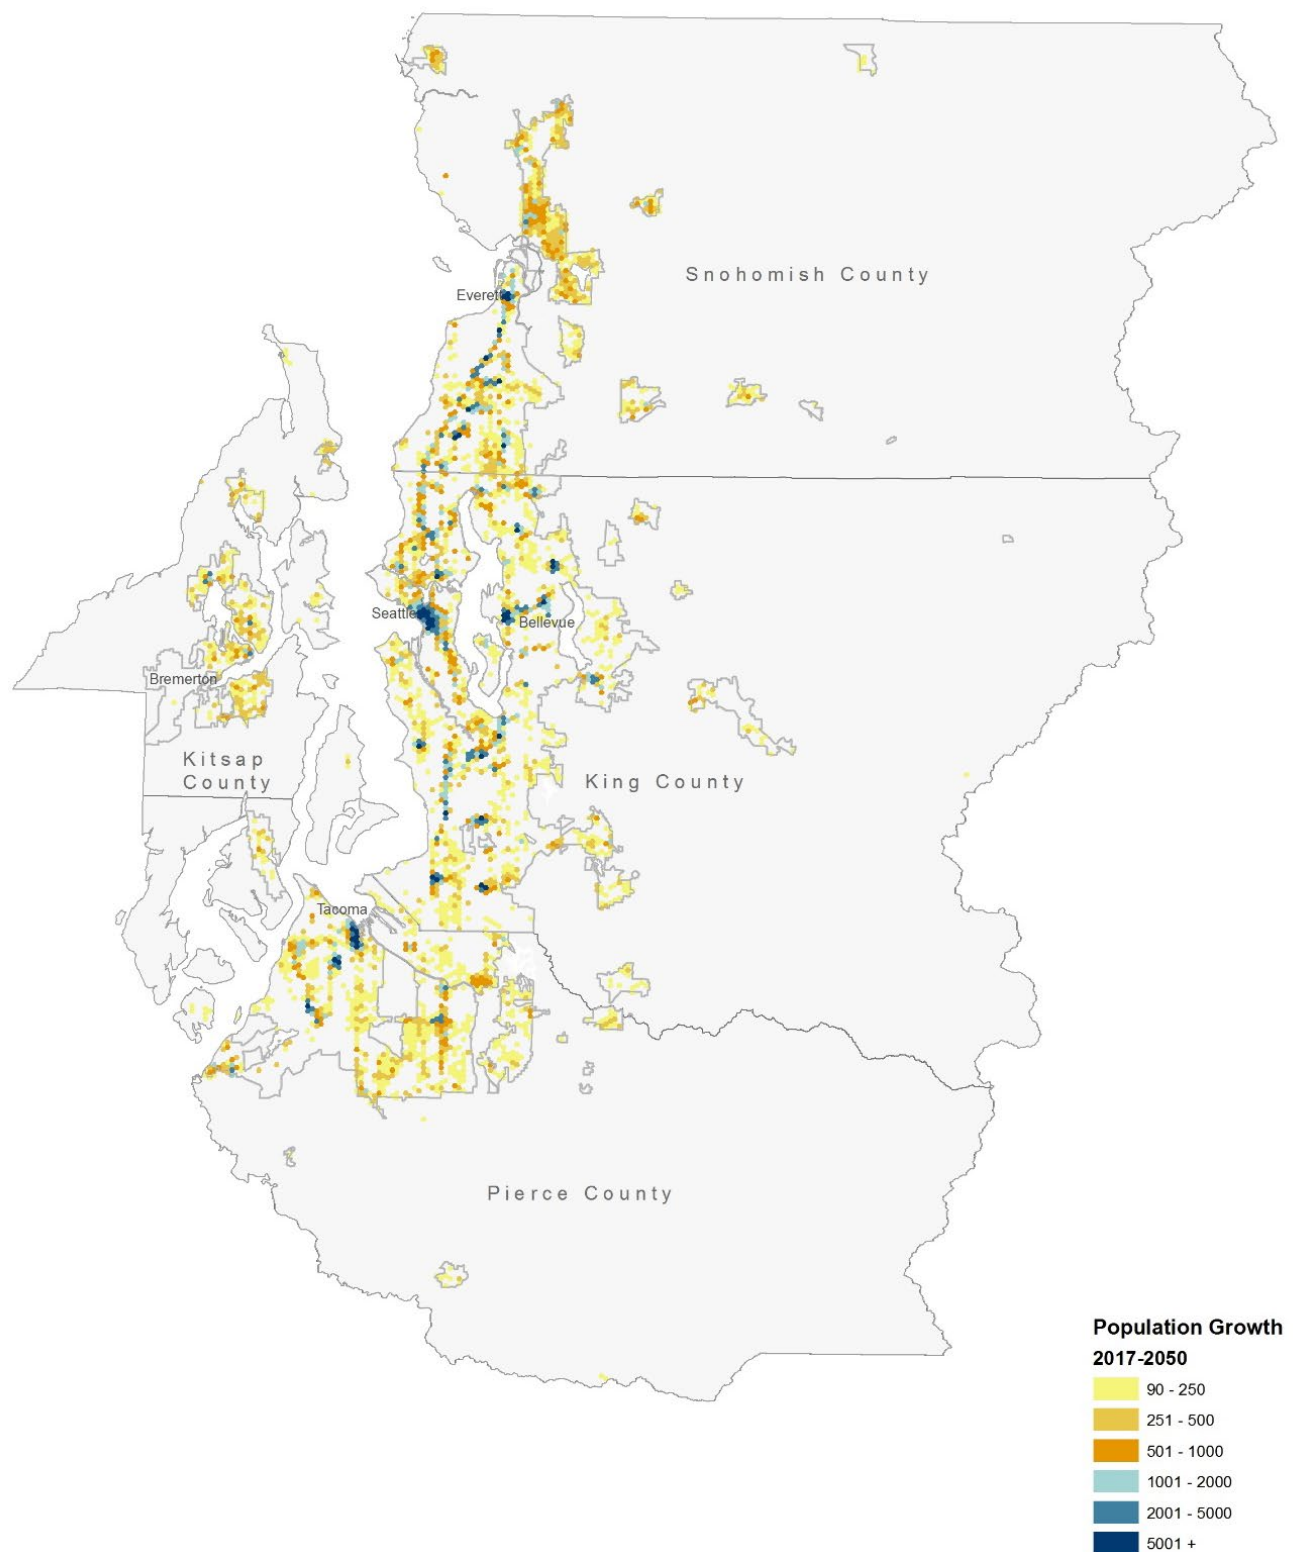 Snohomish County
Everett
Seattle
Bellevue
Bremerton
Kitsap
County
King County
Tacoma
Pierce County
Population Growth
2017-2050
90 - 250
251 - 500
501 - 1000
1001 - 2000
2001 - 5000
5001 +